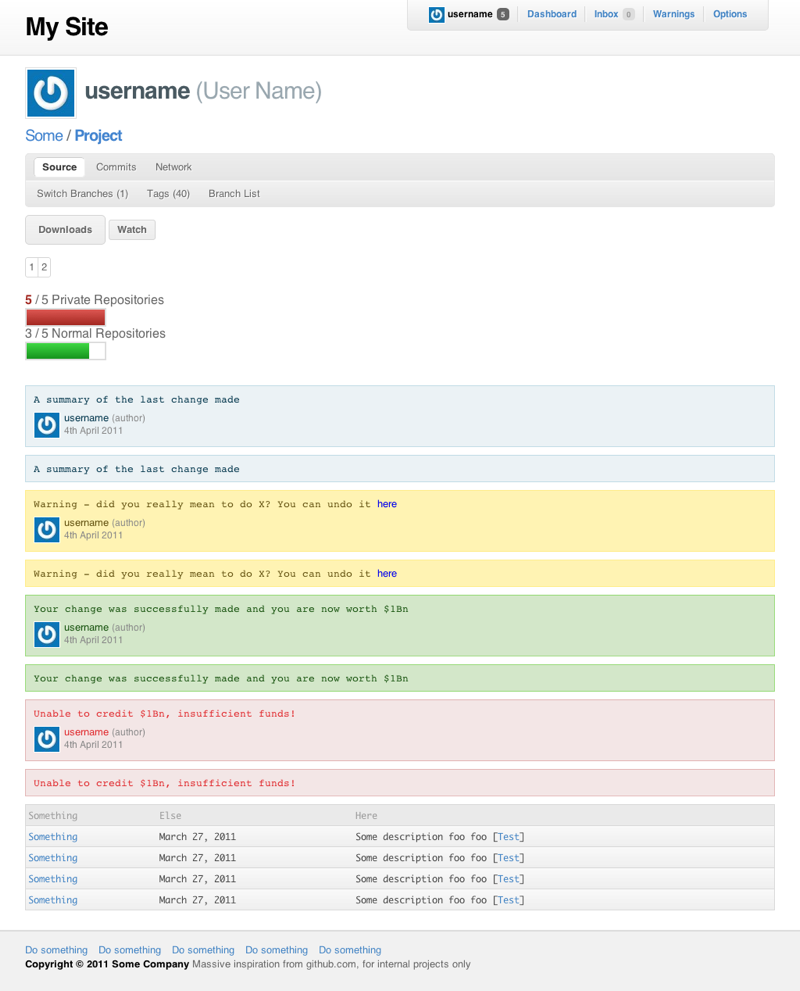 My Site
username 5 Dashboard Inbox 0 Warnings Options
username (User Name)
Some / Project
Source Commits Network
Switch Branches (1) Tags (40) Branch List
Downloads Watch
1 2
5 / 5 Private Repositories
3 / 5 Normal Repositories
A summary of the last change made
username (author)
4th April 2011
A summary of the last change made
Warning - did you really mean to do X? You can undo it here
username (author)
4th April 2011
Warning - did you really mean to do X? You can undo it here
Your change was successfully made and you are now worth $1Bn
username (author)
4th April 2011
Your change was successfully made and you are now worth $1Bn
Unable to credit $1Bn, insufficient funds!
username (author)
4th April 2011
Unable to credit $1Bn, insufficient funds!
Something Else Here
Something March 27, 2011 Some description foo foo [Test]
Something March 27, 2011 Some description foo foo [Test]
Something March 27, 2011 Some description foo foo [Test]
Something March 27, 2011 Some description foo foo [Test]
Do something Do something Do something Do something Do something
Copyright © 2011 Some Company Massive inspiration from github.com, for internal projects only